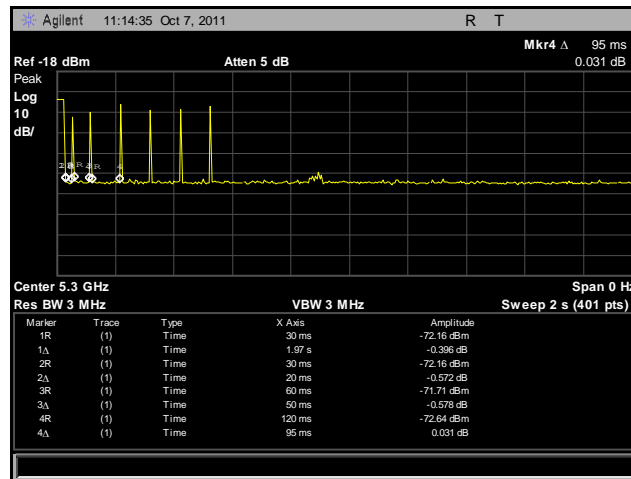 Agilent 11:14:35 Oct 7, 2011 R T
Mkr4 Δ 95 ms
Ref -18 dBm Atten 5 dB 0.031 dB
Peak
Log
10
dB/
Center 5.3 GHz Span 0 Hz
Res BW 3 MHz VBW 3 MHz Sweep 2 s (401 pts)
Marker Trace Type X Axis Amplitude
1R (1) Time 30 ms -72.16 dBm
1Δ (1) Time 1.97 s -0.396 dB
2R (1) Time 30 ms -72.16 dBm
2Δ (1) Time 20 ms -0.572 dB
3R (1) Time 60 ms -71.71 dBm
3Δ (1) Time 50 ms -0.578 dB
4R (1) Time 120 ms -72.64 dBm
4Δ (1) Time 95 ms 0.031 dB